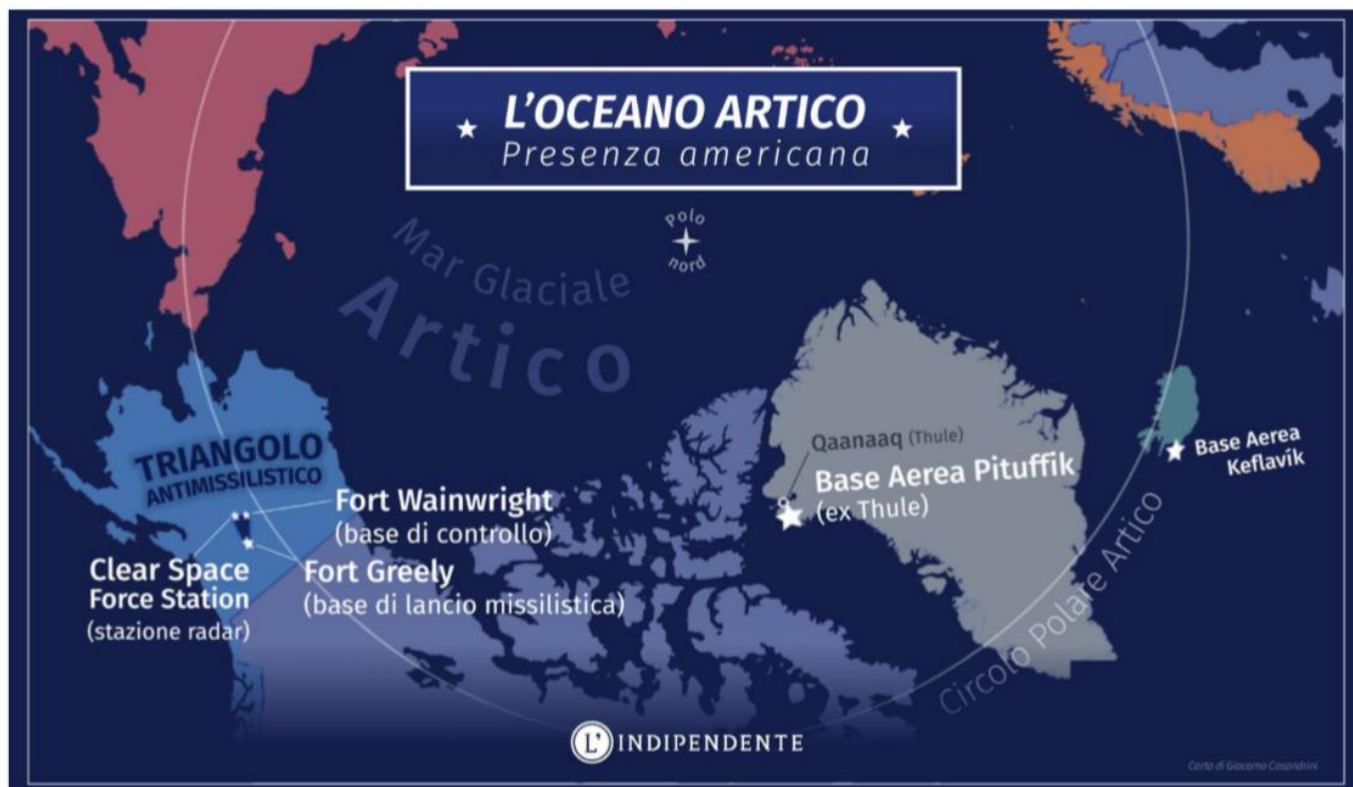 L'OCEANO ARTICO
Presenza americana
Polo
nord
Mar Glaciale
Artico
TRIANGOLO
ANTIMISSILISTICO
Fort Wainwright
(base di controllo)
Clear Space
Force Station
(stazione radar)
Fort Greely
(base di lancio missilistica)
Qaanaaq (Thule)
Base Aerea Pituffik
(ex Thule)
Base Aerea
Keflavík
Circolo Polare Artico
L' INDIPENDENTE
Carta di Giacomo Casandrini